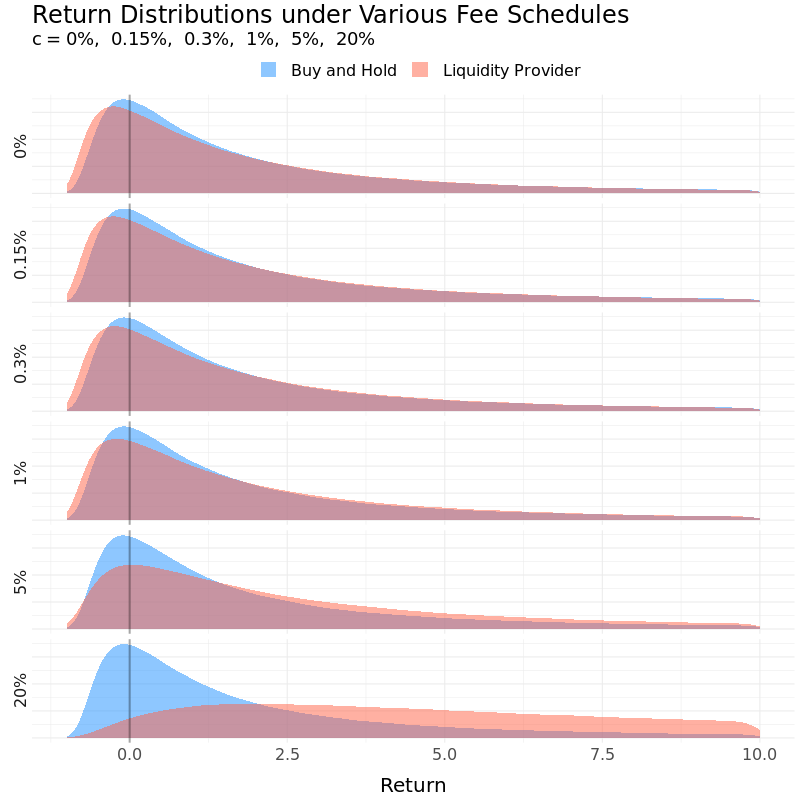 Return Distributions under Various Fee Schedules
c = 0%, 0.15%, 0.3%, 1%, 5%, 20%
Buy and Hold Liquidity Provider
0%
0.15%
0.3%
1%
5%
20%
0.0 2.5 5.0 7.5 10.0
Return